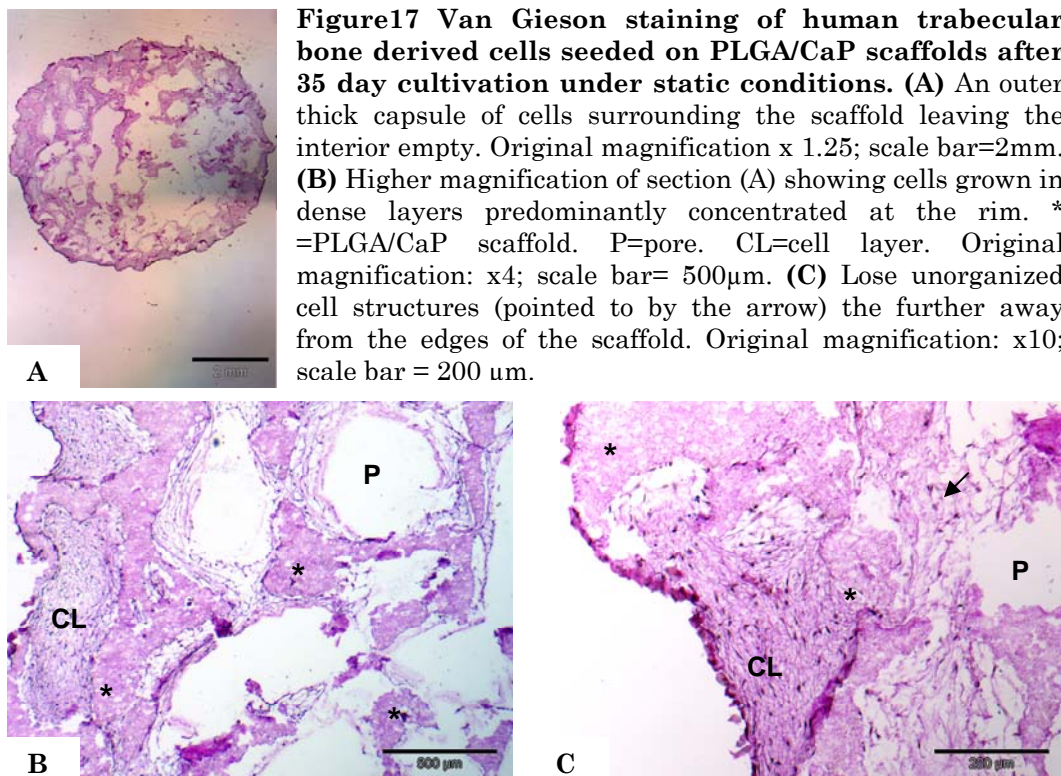 Figure17 Van Gieson staining of human trabecular
bone derived cells seeded on PLGA/CaP scaffolds after
35 day cultivation under static conditions. (A) An outer
thick capsule of cells surrounding the scaffold leaving the
interior empty. Original magnification x 1.25; scale bar=2mm.
(B) Higher magnification of section (A) showing cells grown in
dense layers predominantly concentrated at the rim. *
=PLGA/CaP scaffold. P=pore. CL=cell layer. Original
magnification: x4; scale bar= 500µm. (C) Lose unorganized
cell structures (pointed to by the arrow) the further away
from the edges of the scaffold. Original magnification: x10;
scale bar = 200 um.
2 mm
A
P
*
CL
*
*
500 µm
B
*
P
*
CL
200 µm
C